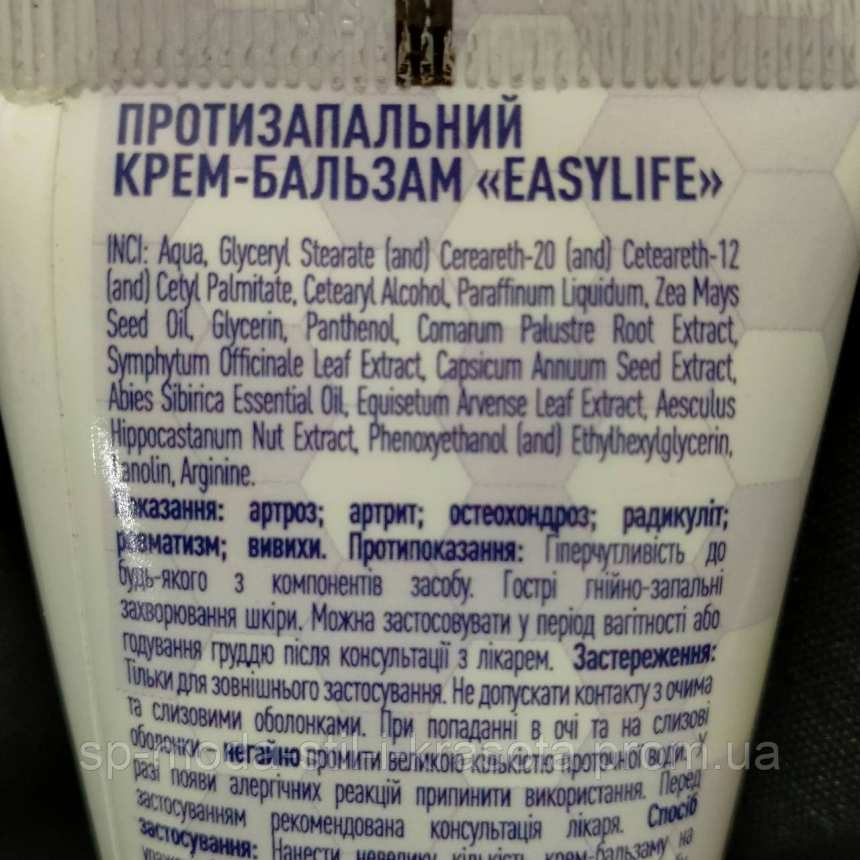 ПРОТИЗАПАЛЬНИЙ
КРЕМ-БАЛЬЗАМ «EASYLIFE»
INCI: Aqua, Glyceryl Stearate (and) Cereareth-20 (and) Ceteareth-12
(and) Cetyl Palmitate, Cetearyl Alcohol, Paraffinum Liquidum, Zea Mays
Seed Oil, Glycerin, Panthenol, Comarum Palustre Root Extract,
Symphytum Officinale Leaf Extract, Capsicum Annuum Seed Extract,
Abies Sibirica Essential Oil, Equisetum Arvense Leaf Extract, Aesculus
Hippocastanum Nut Extract, Phenoxyethanol (and) Ethylhexylglycerin,
Lanolin, Arginine.
Показання: артроз; артрит; остеохондроз; радикуліт;
ревматизм; вивихи. Протипоказання: Гіперчутливість до
будь-якого з компонентів засобу. Гострі гнійно-запальні
захворювання шкіри. Можна застосовувати у період вагітності або
годування груддю після консультації з лікарем. Застереження:
Тільки для зовнішнього застосування. Не допускати контакту з очима
та слизовими оболонками. При попаданні в очі та на слизові
оболонки - негайно промити великою кількістю проточної води. У
sp-moda-stil-i-kraseta.prom.ua
разі появи алергічних реакцій припинити використання. Перед
застосуванням рекомендована консультація лікаря. Спосіб
застосування: Нанести невелику кількість крем-бальзаму на